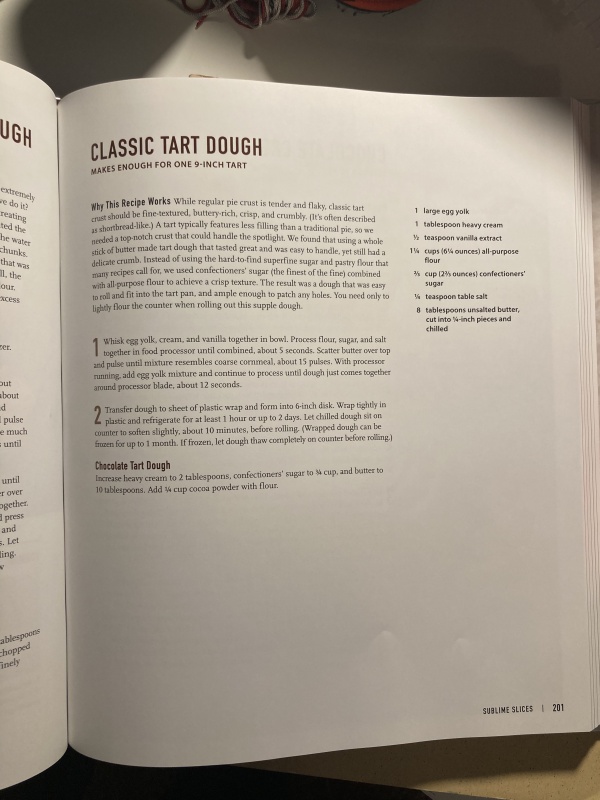 UGH
extremely
ve do it?
reating
ted the
he water
chunks.
that was
ll, the
our.
xcess
zer.
out
about
d
l pulse
e much
s until
until
er over
ogether.
d press
and
s. Let
lling.
w
ablespoons
chopped
finely
CLASSIC TART DOUGH
MAKES ENOUGH FOR ONE 9-INCH TART
Why This Recipe Works While regular pie crust is tender and flaky, classic tart
crust should be fine-textured, buttery-rich, crisp, and crumbly. (It's often described
as shortbread-like.) A tart typically features less filling than a traditional pie, so we
needed a top-notch crust that could handle the spotlight. We found that using a whole
stick of butter made tart dough that tasted great and was easy to handle, yet still had a
delicate crumb. Instead of using the hard-to-find superfine sugar and pastry flour that
many recipes call for, we used confectioners' sugar (the finest of the fine) combined
with all-purpose flour to achieve a crisp texture. The result was a dough that was easy
to roll and fit into the tart pan, and ample enough to patch any holes. You need only to
lightly flour the counter when rolling out this supple dough.
1 Whisk egg yolk, cream, and vanilla together in bowl. Process flour, sugar, and salt
together in food processor until combined, about 5 seconds. Scatter butter over top
and pulse until mixture resembles coarse cornmeal, about 15 pulses. With processor
running, add egg yolk mixture and continue to process until dough just comes together
around processor blade, about 12 seconds.
2 Transfer dough to sheet of plastic wrap and form into 6-inch disk. Wrap tightly in
plastic and refrigerate for at least 1 hour or up to 2 days. Let chilled dough sit on
counter to soften slightly, about 10 minutes, before rolling. (Wrapped dough can be
frozen for up to 1 month. If frozen, let dough thaw completely on counter before rolling.)
Chocolate Tart Dough
Increase heavy cream to 2 tablespoons, confectioners' sugar to ¾ cup, and butter to
10 tablespoons. Add ¼ cup cocoa powder with flour.
1 large egg yolk
1 tablespoon heavy cream
½ teaspoon vanilla extract
1¼ cups (6¼ ounces) all-purpose
flour
⅔ cup (2⅔ ounces) confectioners'
sugar
¼ teaspoon table salt
8 tablespoons unsalted butter,
cut into ¼-inch pieces and
chilled
SUBLIME SLICES | 201